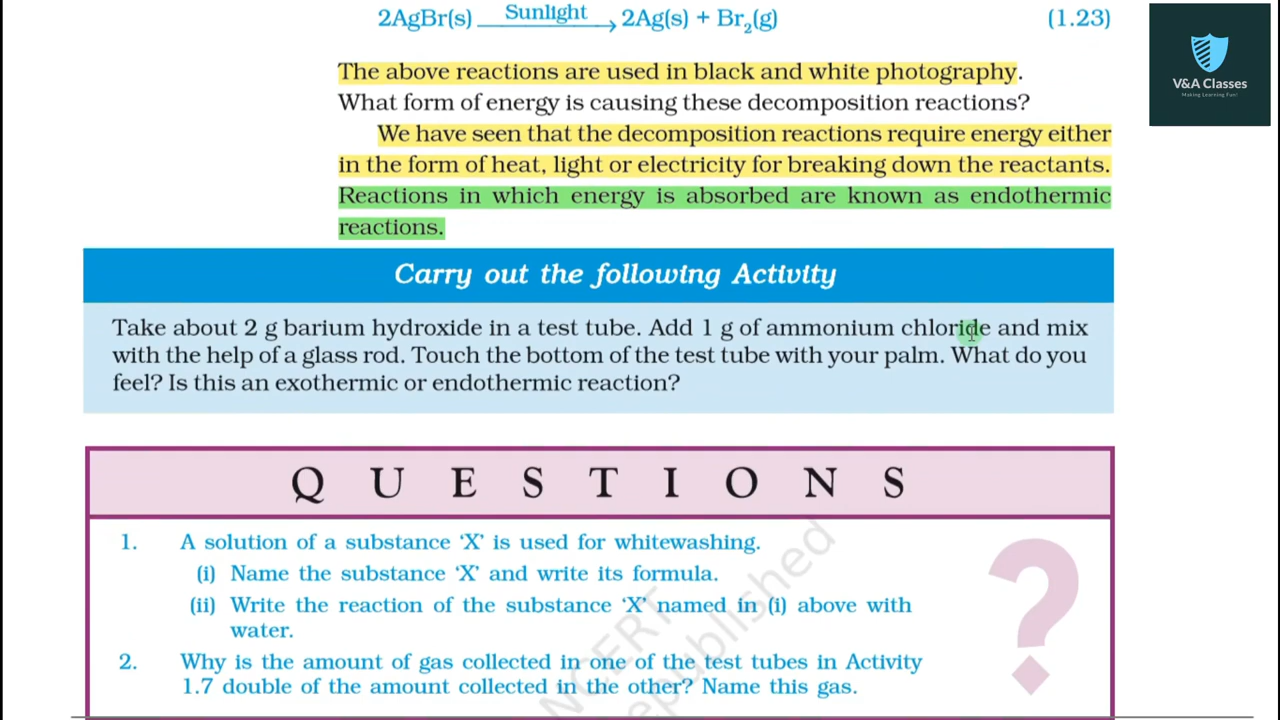 2AgBr(s) Sunlight → 2Ag(s) + Br₂(g) (1.23)
V&A Classes
Making Learning Fun!
The above reactions are used in black and white photography.
What form of energy is causing these decomposition reactions?
We have seen that the decomposition reactions require energy either
in the form of heat, light or electricity for breaking down the reactants.
Reactions in which energy is absorbed are known as endothermic
reactions.
Carry out the following Activity
Take about 2 g barium hydroxide in a test tube. Add 1 g of ammonium chloride and mix
with the help of a glass rod. Touch the bottom of the test tube with your palm. What do you
feel? Is this an exothermic or endothermic reaction?
Q U E S T I O N S
1. A solution of a substance ‘X’ is used for whitewashing.
(i) Name the substance ‘X’ and write its formula.
(ii) Write the reaction of the substance ‘X’ named in (i) above with
water.
2. Why is the amount of gas collected in one of the test tubes in Activity
1.7 double of the amount collected in the other? Name this gas.
?
NCERT
epublished